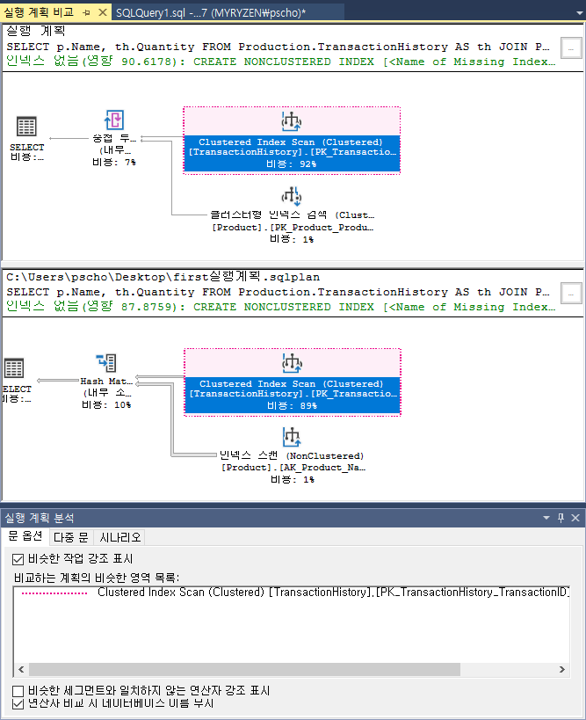 실행 계획 비교
SQLQuery1.sql -...7 (MYRYZEN₩pscho)*
실행 계획
SELECT p.Name, th.Quantity FROM Production.TransactionHistory AS th JOIN P…
인덱스 없음(영향 90.6178): CREATE NONCLUSTERED INDEX [<Name of Missing Index…
...
SELECT
비용:…
중첩 루…
(내부…
비용: 7%
Clustered Index Scan (Clustered)
[TransactionHistory].[PK_Transactio…
비용: 92%
클러스터형 인덱스 검색 (Clust…
[Product].[PK_Product_Produ…
비용: 1%
C:\Users\pscho\Desktop\first실행계획.sqlplan
SELECT p.Name, th.Quantity FROM Production.TransactionHistory AS th JOIN P…
인덱스 없음(영향 87.8759): CREATE NONCLUSTERED INDEX [<Name of Missing Index…
...
ELECT
비용:…
Hash Mat…
(내부 조…
비용: 10%
Clustered Index Scan (Clustered)
[TransactionHistory].[PK_Transactio…
비용: 89%
인덱스 스캔 (NonClustered)
[Product].[AK_Product_Na…
비용: 1%
실행 계획 분석
문 옵션 다중 문 시나리오
비슷한 작업 강조 표시
비교하는 계획의 비슷한 영역 목록:
Clustered Index Scan (Clustered) [TransactionHistory].[PK_TransactionHistory_TransactionID]
비슷한 세그먼트와 일치하지 않는 연산자 강조 표시
연산자 비교 시 데이터베이스 이름 무시